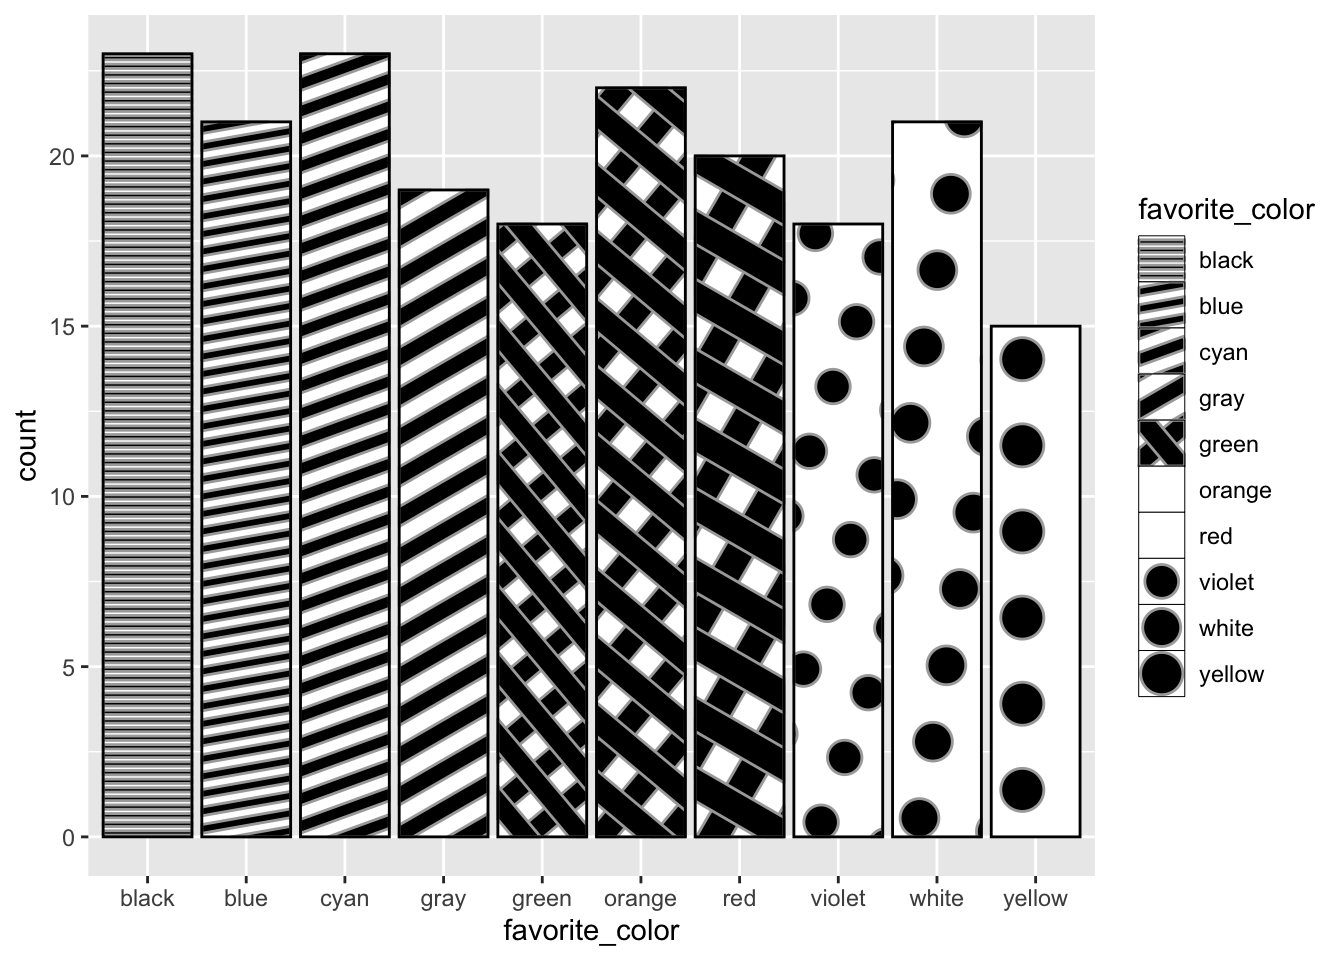 count
20
15
10
5
0
black blue cyan gray green orange red violet white yellow
favorite_color
favorite_color
black
blue
cyan
gray
green
orange
red
violet
white
yellow